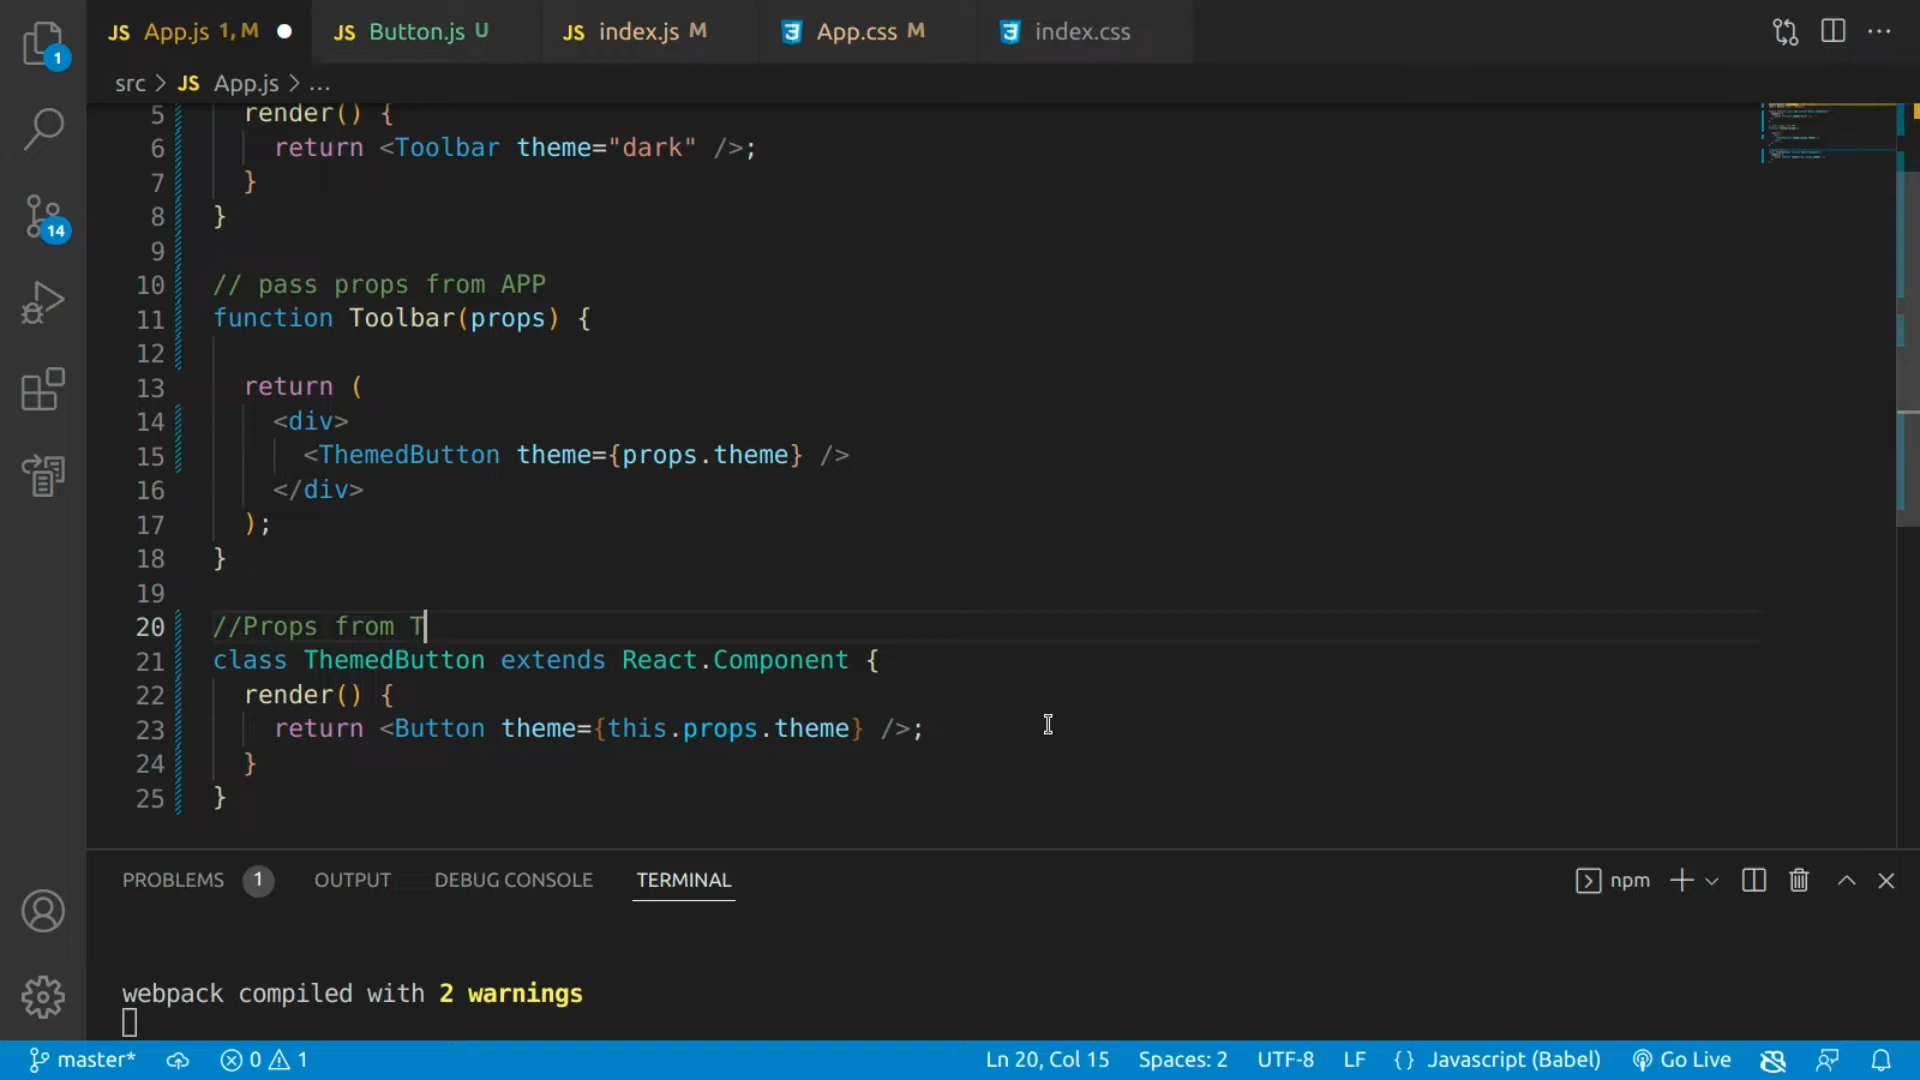 JS App.js 1, M JS Button.js U JS index.js M App.css M index.css
1
src > JS App.js > ...
5 render() {
6 return <Toolbar theme="dark" />;
7 }
8 }
9
10 // pass props from APP
11 function Toolbar(props) {
12
13 return (
14 <div>
15 <ThemedButton theme={props.theme} />
16 </div>
17 );
18 }
19
20 //Props from T
21 class ThemedButton extends React.Component {
22 render() {
23 return <Button theme={this.props.theme} />;
24 }
25 }
14
PROBLEMS 1 OUTPUT DEBUG CONSOLE TERMINAL npm
webpack compiled with 2 warnings
master* 0 1 Ln 20, Col 15 Spaces: 2 UTF-8 LF { } Javascript (Babel) Go Live